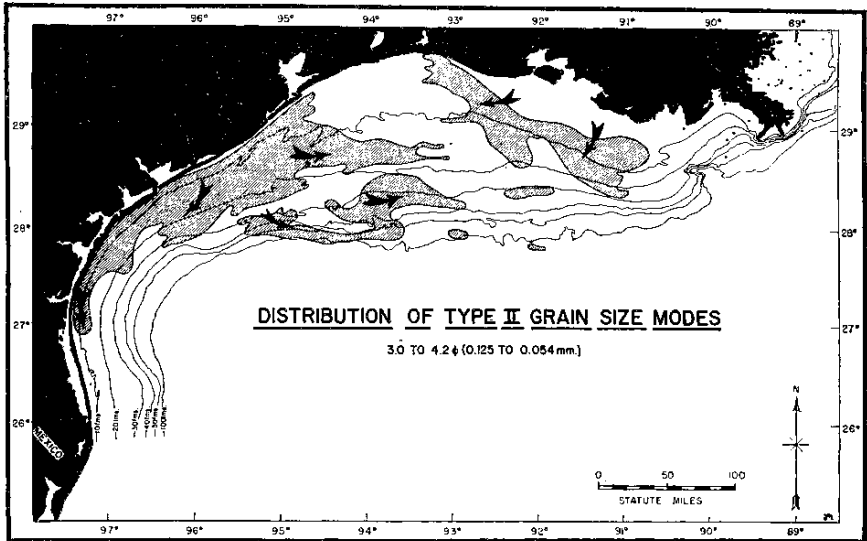 97° 96° 95° 94° 93° 92° 91° 90° 89°
29° 29°
28° 28°
27° 27°
26° 26°
DISTRIBUTION OF TYPE II GRAIN SIZE MODES
3.0 TO 4.2 ϕ (0.125 TO 0.054 mm.)
MEXICO
N
0 50 100
STATUTE MILES
97° 96° 95° 94° 93° 92° 91° 90° 89°